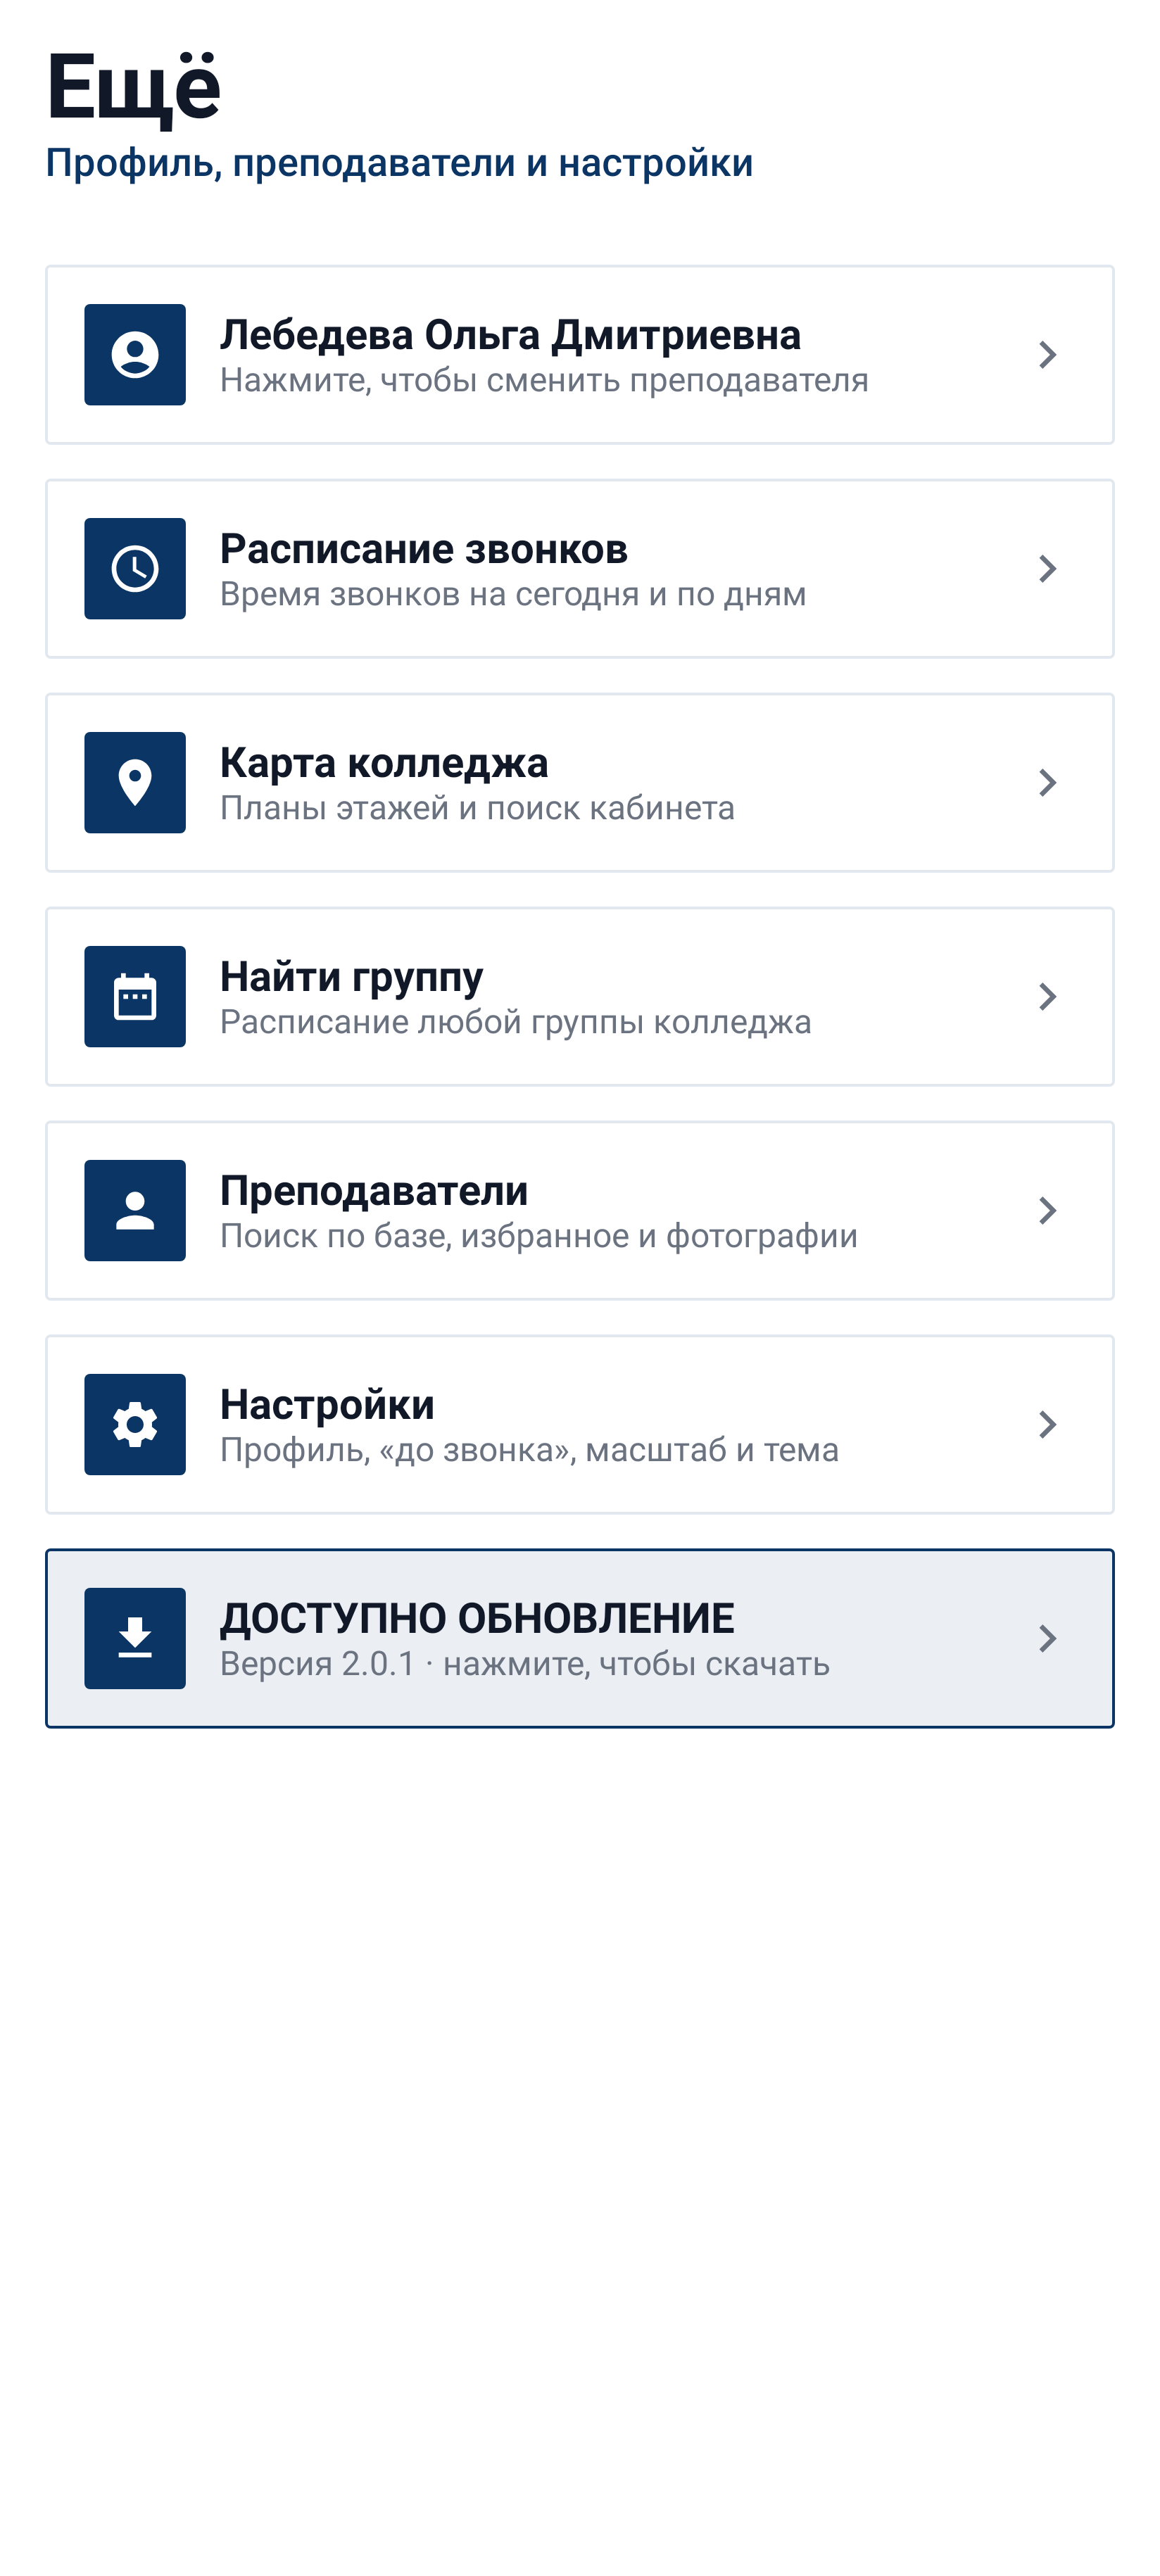 Ещё
Профиль, преподаватели и настройки
Лебедева Ольга Дмитриевна
Нажмите, чтобы сменить преподавателя
Расписание звонков
Время звонков на сегодня и по дням
Карта колледжа
Планы этажей и поиск кабинета
Найти группу
Расписание любой группы колледжа
Преподаватели
Поиск по базе, избранное и фотографии
Настройки
Профиль, «до звонка», масштаб и тема
ДОСТУПНО ОБНОВЛЕНИЕ
Версия 2.0.1 · нажмите, чтобы скачать